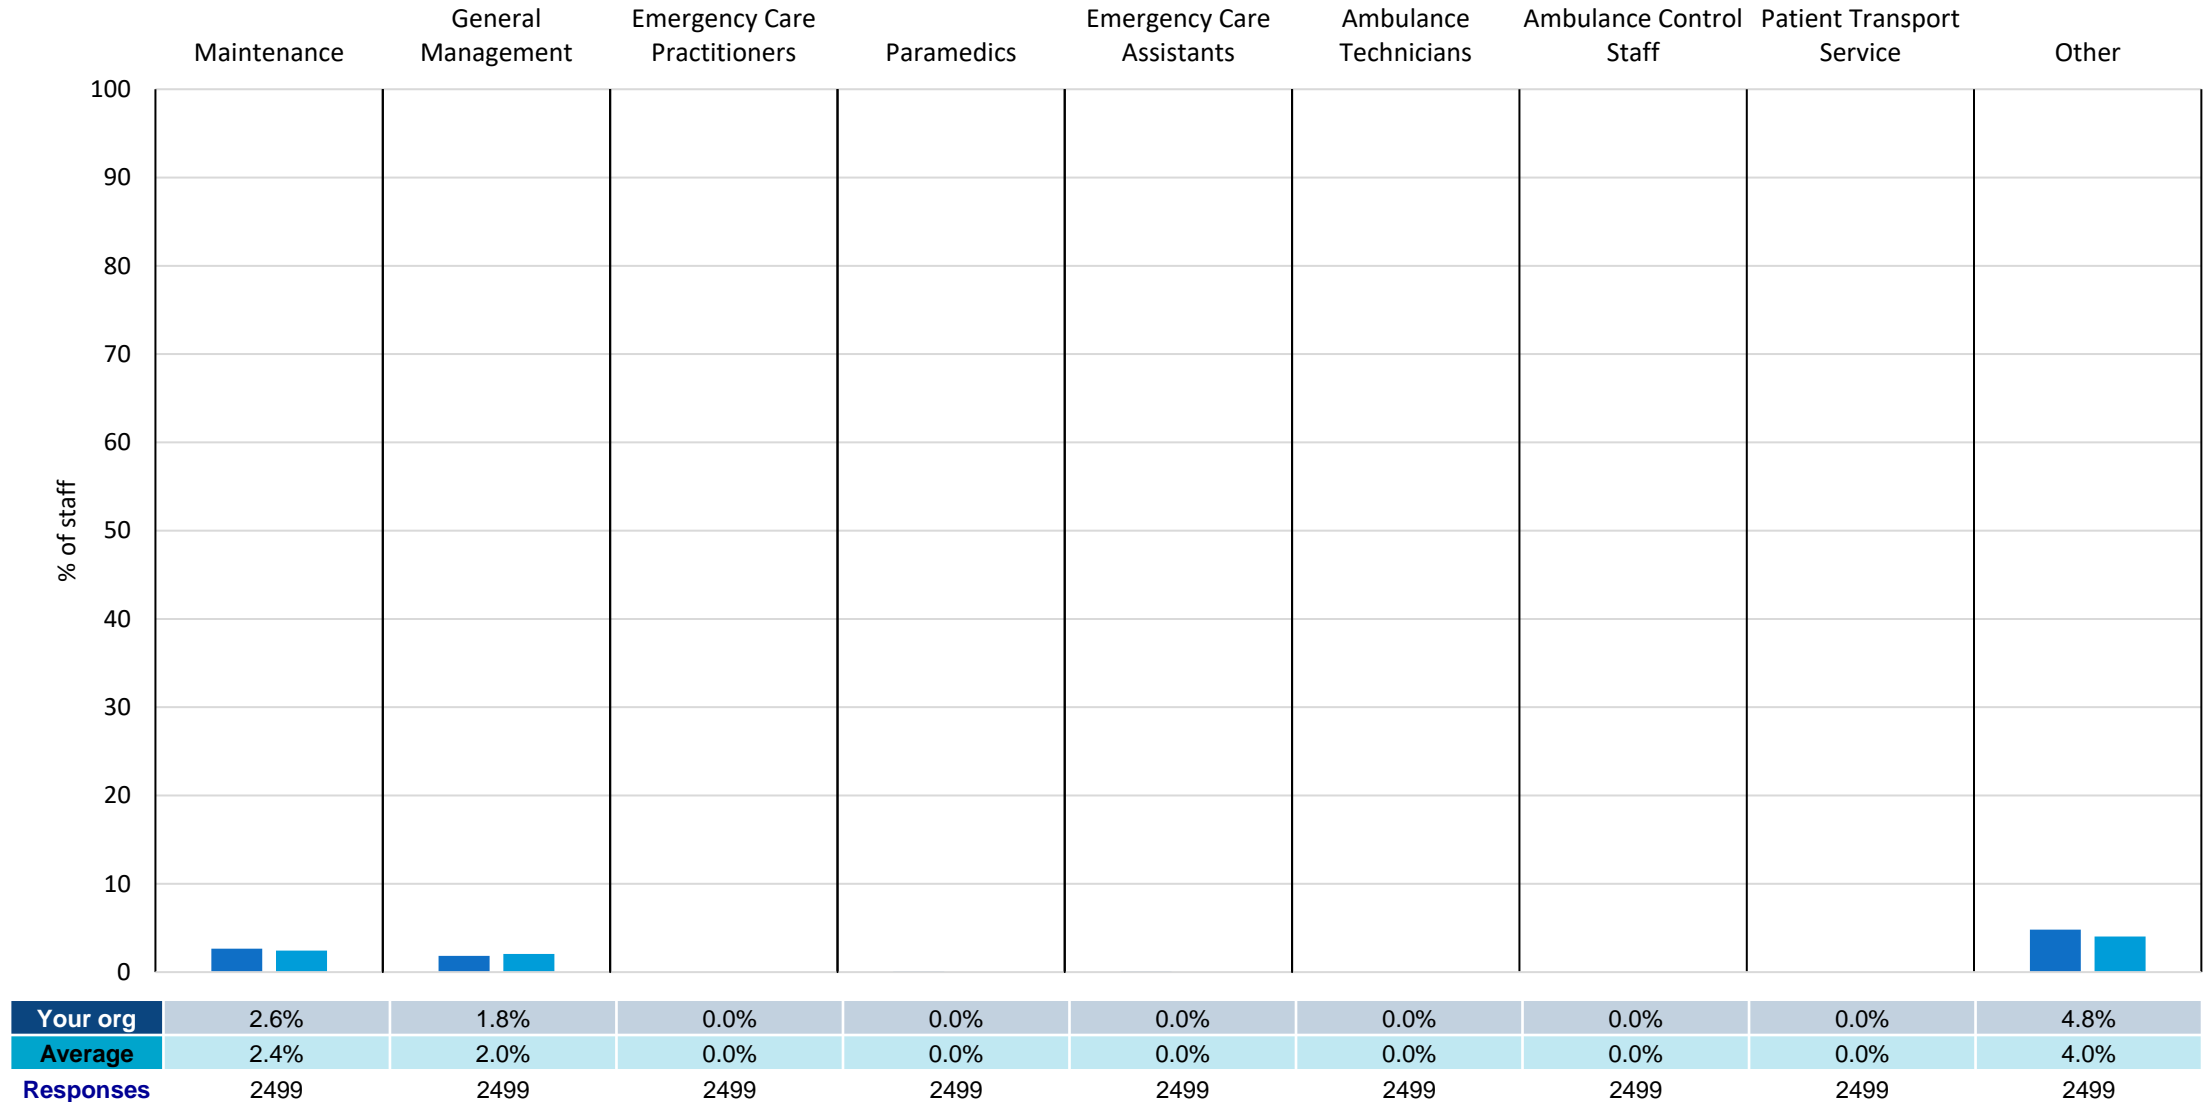 Maintenance
General
Management
Emergency Care
Practitioners
Paramedics
Emergency Care
Assistants
Ambulance
Technicians
Ambulance Control
Staff
Patient Transport
Service
Other
% of staff
100
90
80
70
60
50
40
30
20
10
0
Your org 2.6% 1.8% 0.0% 0.0% 0.0% 0.0% 0.0% 0.0% 4.8%
Average 2.4% 2.0% 0.0% 0.0% 0.0% 0.0% 0.0% 0.0% 4.0%
Responses 2499 2499 2499 2499 2499 2499 2499 2499 2499